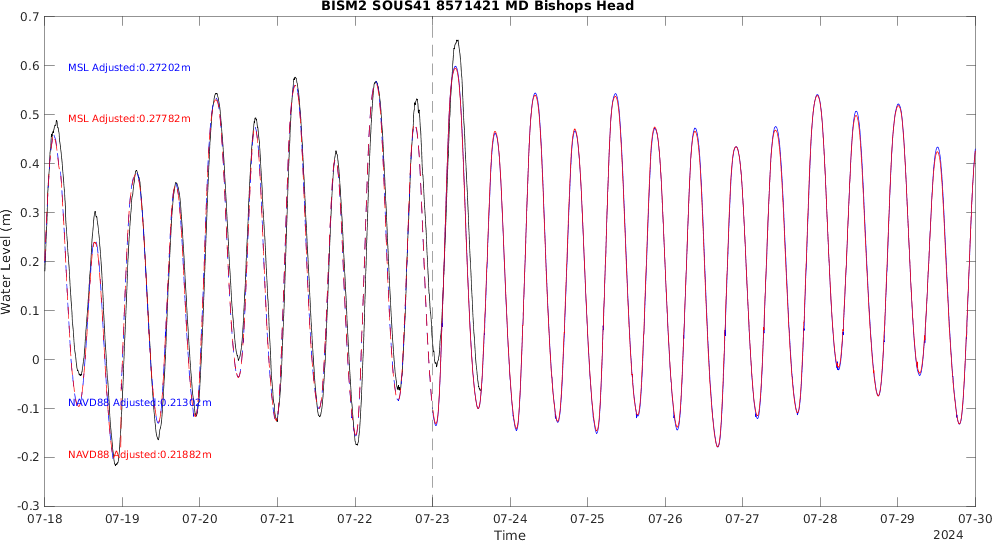 BISM2 SOUS41 8571421 MD Bishops Head
0.7
0.6
0.5
0.4
0.3
0.2
0.1
0
-0.1
-0.2
-0.3
Water Level (m)
MSL Adjusted:0.27202m
MSL Adjusted:0.27782m
NAVD88 Adjusted:0.21302m
NAVD88 Adjusted:0.21882m
07-18 07-19 07-20 07-21 07-22 07-23 07-24 07-25 07-26 07-27 07-28 07-29 07-30
Time
2024